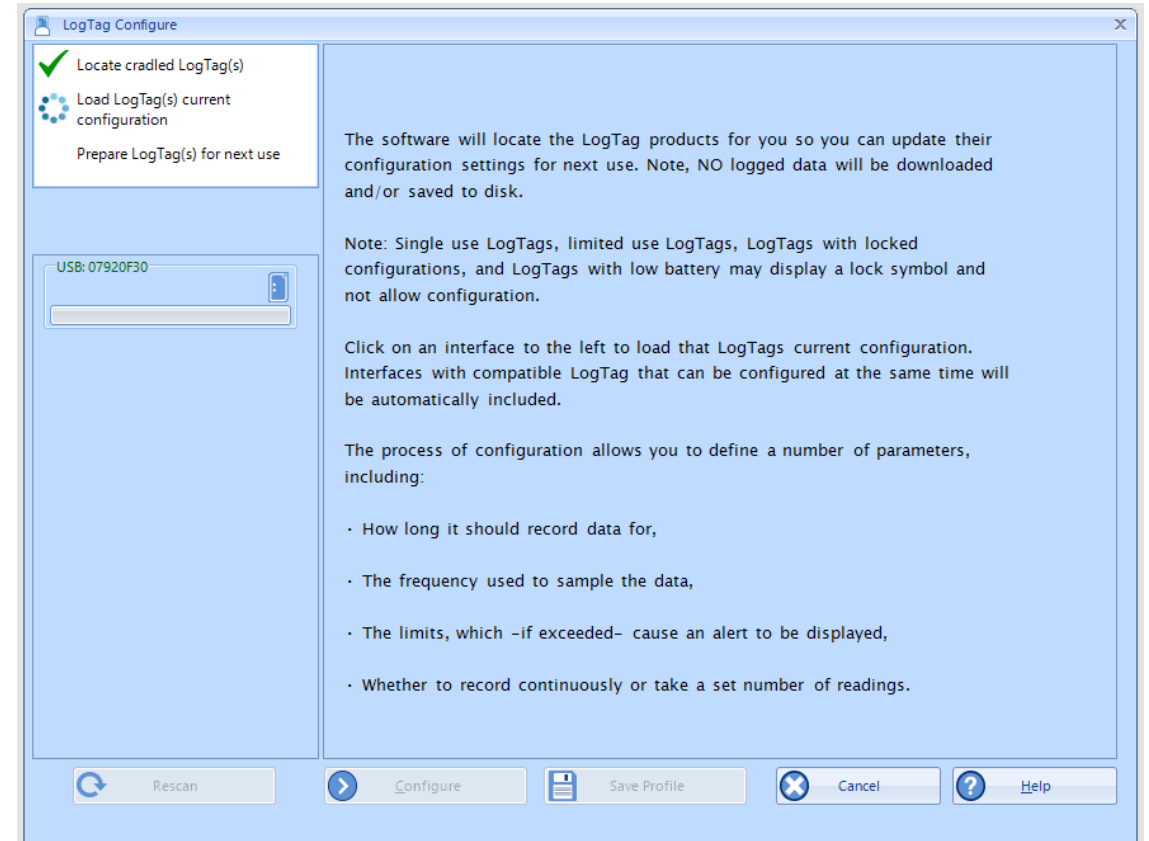 LogTag Configure
x
Locate cradled LogTag(s)
Load LogTag(s) current
configuration
Prepare LogTag(s) for next use
USB: 07920F30
The software will locate the LogTag products for you so you can update their
configuration settings for next use. Note, NO logged data will be downloaded
and/or saved to disk.
Note: Single use LogTags, limited use LogTags, LogTags with locked
configurations, and LogTags with low battery may display a lock symbol and
not allow configuration.
Click on an interface to the left to load that LogTags current configuration.
Interfaces with compatible LogTag that can be configured at the same time will
be automatically included.
The process of configuration allows you to define a number of parameters,
including:
· How long it should record data for,
· The frequency used to sample the data,
· The limits, which –if exceeded– cause an alert to be displayed,
· Whether to record continuously or take a set number of readings.
Rescan
Configure
Save Profile
Cancel
? Help